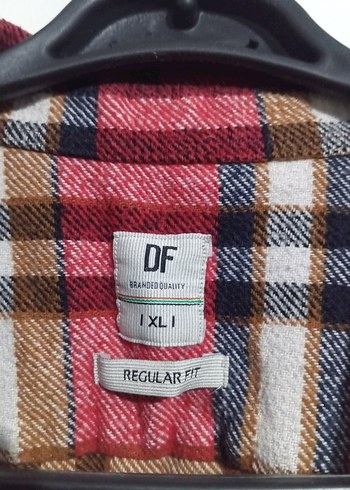 DF
BRANDED QUALITY
| XL |
REGULAR FIT